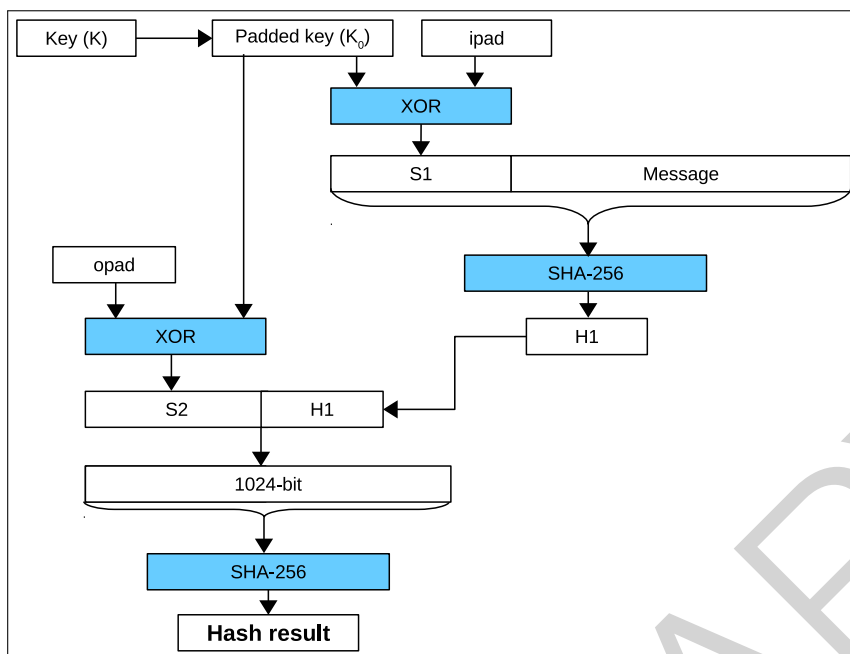 Key (K)
Padded key (K₀)
ipad
XOR
S1
Message
SHA-256
opad
XOR
H1
S2
H1
1024-bit
SHA-256
Hash result